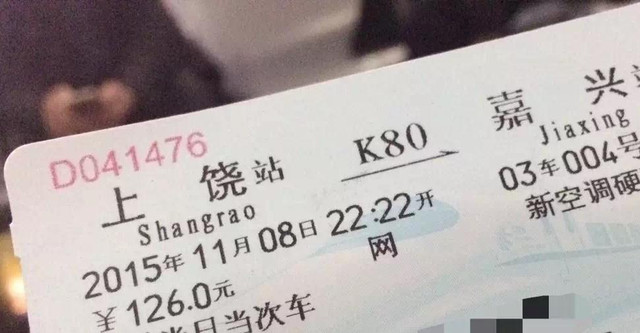 D041476
上 饶站 K80 嘉 兴
Shangrao Jiaxing
2015年 11月 08日 22:22开 03车 004号
¥126.0元 网 新空调硬
当日当次车